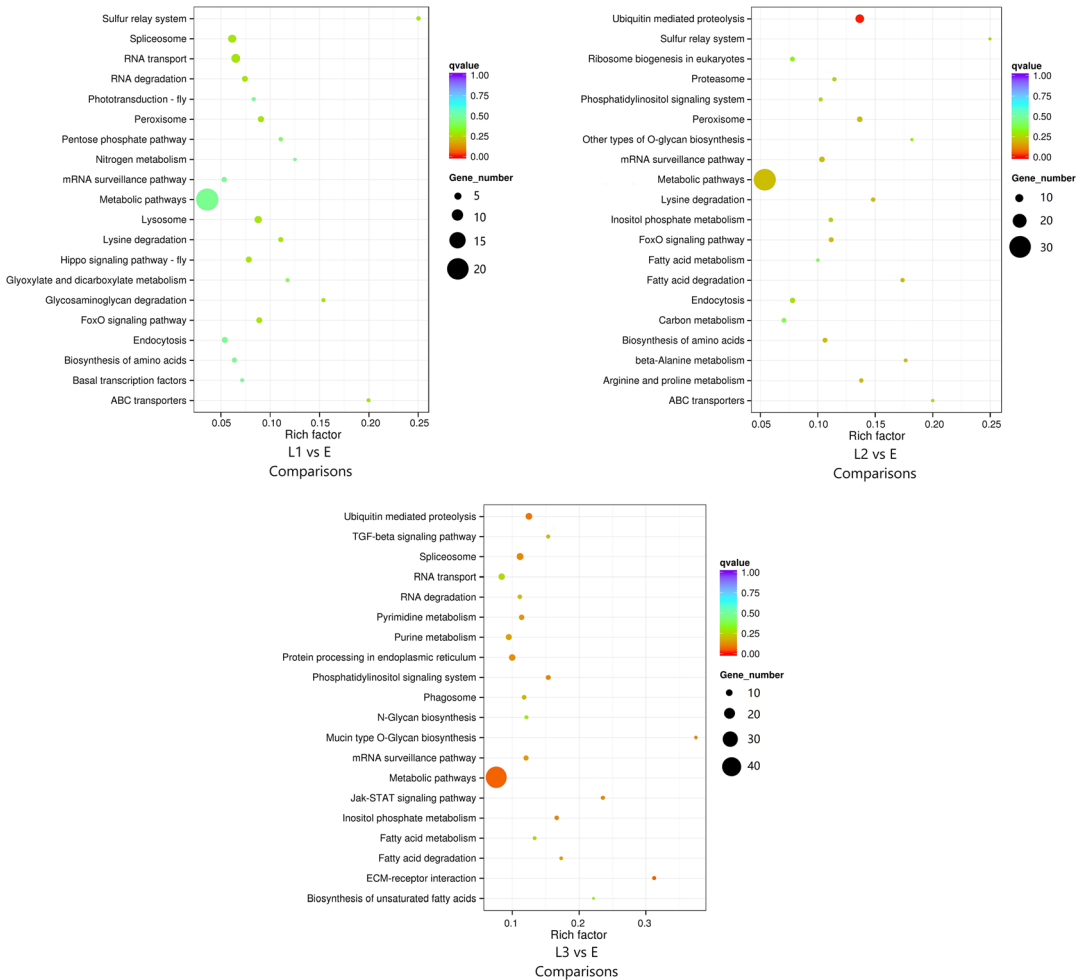 Sulfur relay system
Spliceosome
RNA transport
RNA degradation
Phototransduction - fly
Peroxisome
Pentose phosphate pathway
Nitrogen metabolism
mRNA surveillance pathway
Metabolic pathways
Lysosome
Lysine degradation
Hippo signaling pathway - fly
Glyoxylate and dicarboxylate metabolism
Glycosaminoglycan degradation
FoxO signaling pathway
Endocytosis
Biosynthesis of amino acids
Basal transcription factors
ABC transporters
0.05 0.10 0.15 0.20 0.25
Rich factor
L1 vs E
Comparisons
qvalue
1.00
0.75
0.50
0.25
0.00
Gene_number
5
10
15
20
Ubiquitin mediated proteolysis
Sulfur relay system
Ribosome biogenesis in eukaryotes
Proteasome
Phosphatidylinositol signaling system
Peroxisome
Other types of O-glycan biosynthesis
mRNA surveillance pathway
Metabolic pathways
Lysine degradation
Inositol phosphate metabolism
FoxO signaling pathway
Fatty acid metabolism
Fatty acid degradation
Endocytosis
Carbon metabolism
Biosynthesis of amino acids
beta-Alanine metabolism
Arginine and proline metabolism
ABC transporters
0.05 0.10 0.15 0.20 0.25
Rich factor
L2 vs E
Comparisons
qvalue
1.00
0.75
0.50
0.25
0.00
Gene_number
10
20
30
Ubiquitin mediated proteolysis
TGF-beta signaling pathway
Spliceosome
RNA transport
RNA degradation
Pyrimidine metabolism
Purine metabolism
Protein processing in endoplasmic reticulum
Phosphatidylinositol signaling system
Phagosome
N-Glycan biosynthesis
Mucin type O-Glycan biosynthesis
mRNA surveillance pathway
Metabolic pathways
Jak-STAT signaling pathway
Inositol phosphate metabolism
Fatty acid metabolism
Fatty acid degradation
ECM-receptor interaction
Biosynthesis of unsaturated fatty acids
0.1 0.2 0.3
Rich factor
L3 vs E
Comparisons
qvalue
1.00
0.75
0.50
0.25
0.00
Gene_number
10
20
30
40